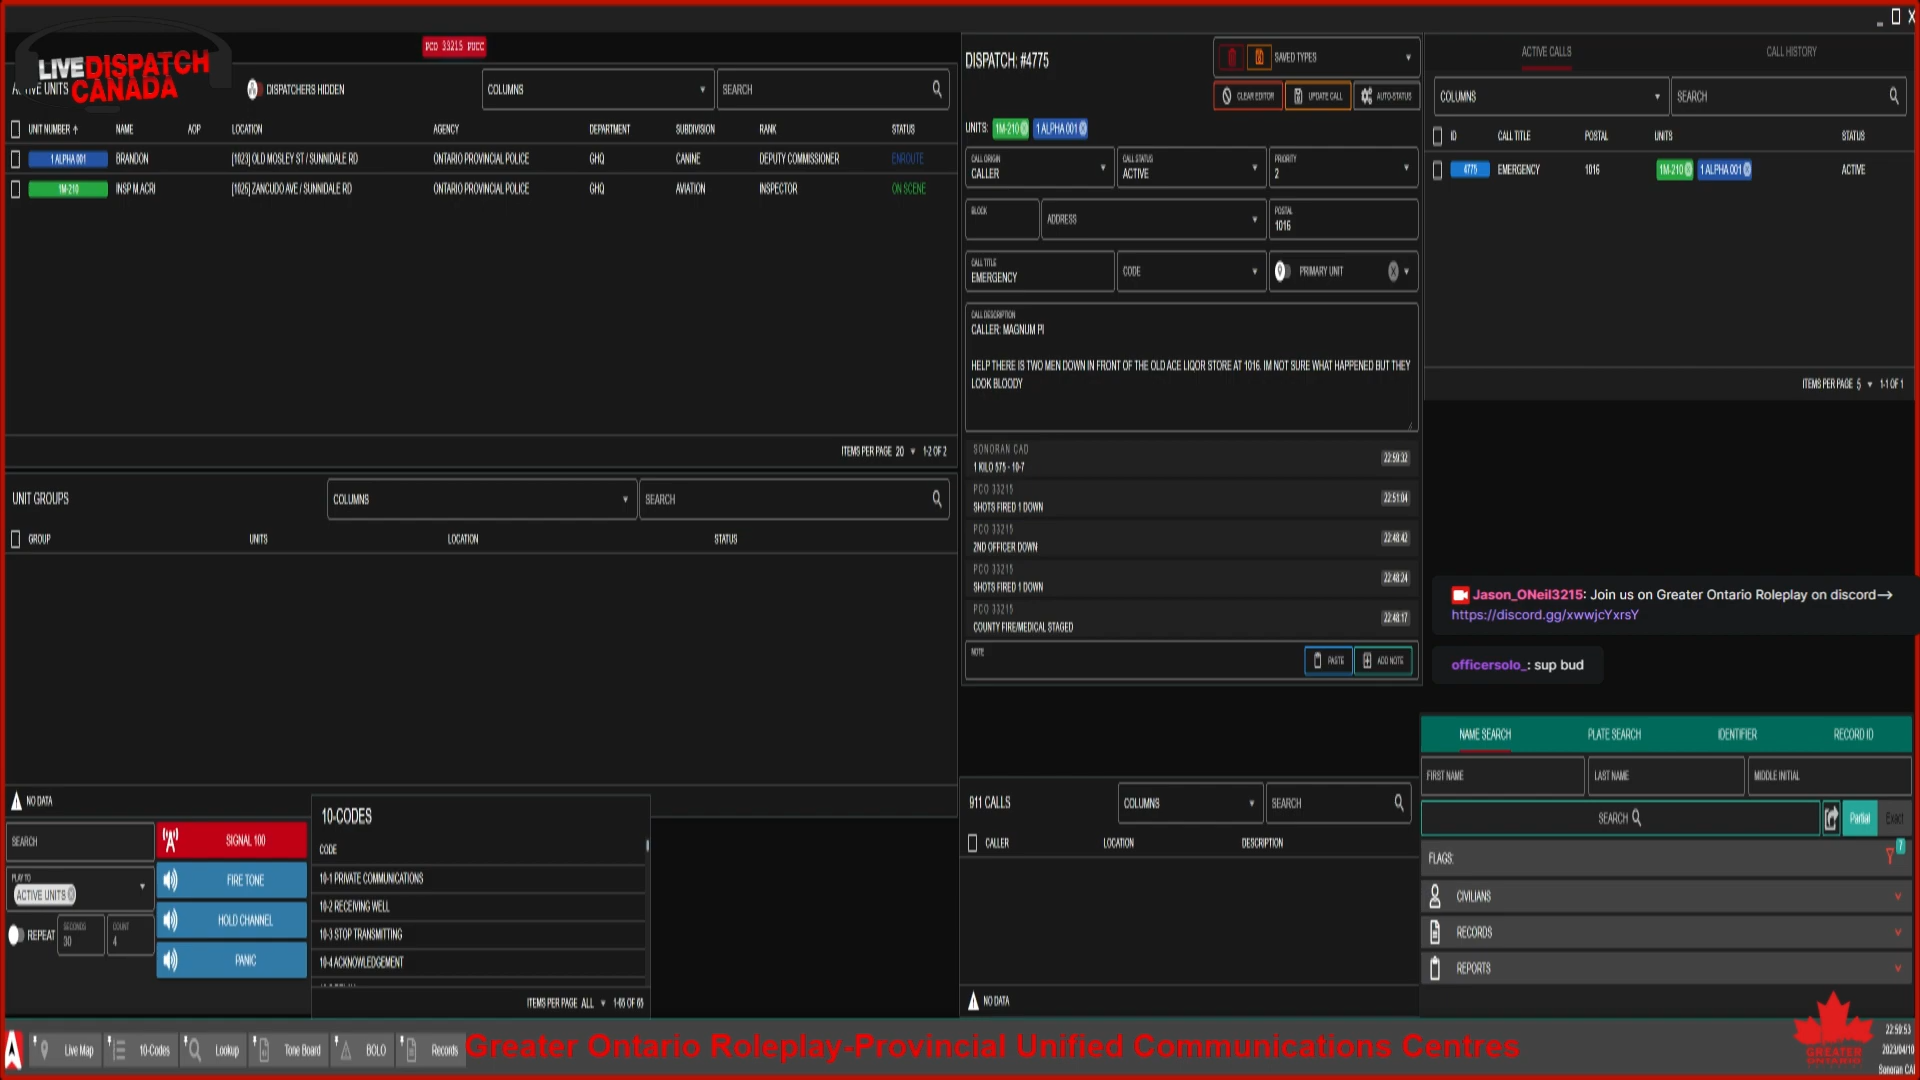 LIVEDISPATCH
CANADA
PCO 33215 PUCC
DISPATCHERS HIDDEN
COLUMNS
SEARCH
UNIT NUMBER
NAME
AOP
LOCATION
AGENCY
DEPARTMENT
SUBDIVISION
RANK
STATUS
1 ALPHA 001
BRANDON
[1023] OLD MOSLEY ST / SUNNIDALE RD
ONTARIO PROVINCIAL POLICE
GHQ
CANINE
DEPUTY COMMISSIONER
ENROUTE
1M-210
INSP M.ACRI
[1025] ZANCUDO AVE / SUNNIDALE RD
ONTARIO PROVINCIAL POLICE
GHQ
AVIATION
INSPECTOR
ON SCENE
ITEMS PER PAGE 20
1-2 OF 2
UNIT GROUPS
COLUMNS
SEARCH
GROUP
UNITS
LOCATION
STATUS
NO DATA
SEARCH
PLAY TO
ACTIVE UNITS
REPEAT
SECONDS
30
COUNT
4
SIGNAL 100
FIRE TONE
HOLD CHANNEL
PANIC
10-CODES
CODE
10-1 PRIVATE COMMUNICATIONS
10-2 RECEIVING WELL
10-3 STOP TRANSMITTING
10-4 ACKNOWLEDGEMENT
ITEMS PER PAGE ALL
1-65 OF 65
DISPATCH: #4775
SAVED TYPES
CLEAR EDITOR
UPDATE CALL
AUTO-STATUS
UNITS:
1M-210
1 ALPHA 001
CALL ORIGIN
CALLER
CALL STATUS
ACTIVE
PRIORITY
2
BLOCK
ADDRESS
POSTAL
1016
CALL TITLE
EMERGENCY
CODE
PRIMARY UNIT
CALL DESCRIPTION
CALLER: MAGNUM PI
HELP THERE IS TWO MEN DOWN IN FRONT OF THE OLD ACE LIQOR STORE AT 1016. IM NOT SURE WHAT HAPPENED BUT THEY
LOOK BLOODY
SONORAN CAD
1 KILO 575 - 10-7
22:59:32
PCO 33215
SHOTS FIRED 1 DOWN
22:51:04
PCO 33215
2ND OFFICER DOWN
22:48:42
PCO 33215
SHOTS FIRED 1 DOWN
22:48:24
PCO 33215
COUNTY FIRE/MEDICAL STAGED
22:48:17
NOTE
PASTE
ADD NOTE
911 CALLS
COLUMNS
SEARCH
CALLER
LOCATION
DESCRIPTION
NO DATA
ACTIVE CALLS
CALL HISTORY
COLUMNS
SEARCH
ID
CALL TITLE
POSTAL
UNITS
STATUS
4775
EMERGENCY
1016
1M-210
1 ALPHA 001
ACTIVE
ITEMS PER PAGE 5
1-1 OF 1
Jason_ONeil3215: Join us on Greater Ontario Roleplay on discord-->
https://discord.gg/xwwjcYxrsY
officersolo_: sup bud
NAME SEARCH
PLATE SEARCH
IDENTIFIER
RECORD ID
FIRST NAME
LAST NAME
MIDDLE INITIAL
SEARCH
Partial
Exact
FLAGS:
7
CIVILIANS
RECORDS
REPORTS
Live Map
10-Codes
Lookup
Tone Board
BOLO
Records
Greater Ontario Roleplay-Provincial Unified Communications Centres
GREATER
ONTARIO
22:59:53
2023/04/10